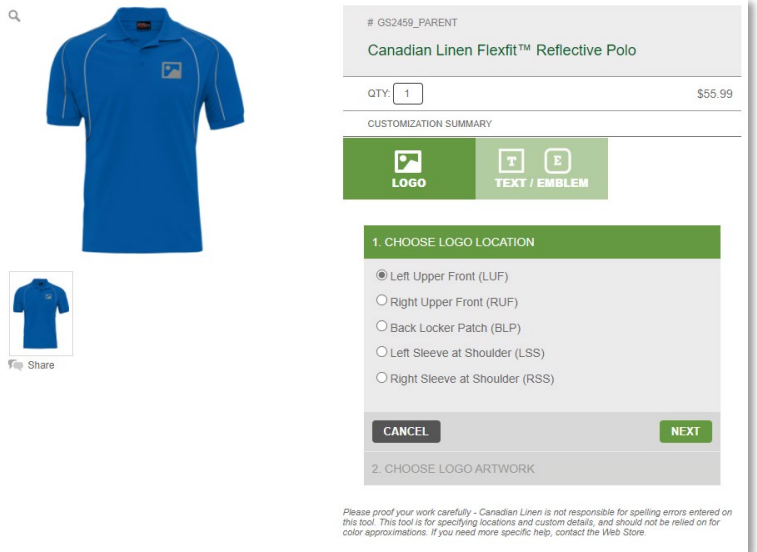 # GS2459_PARENT
Canadian Linen Flexfit™ Reflective Polo
QTY: 1 $55.99
CUSTOMIZATION SUMMARY
LOGO
T E
TEXT / EMBLEM
1. CHOOSE LOGO LOCATION
Left Upper Front (LUF)
Right Upper Front (RUF)
Back Locker Patch (BLP)
Left Sleeve at Shoulder (LSS)
Right Sleeve at Shoulder (RSS)
CANCEL NEXT
2. CHOOSE LOGO ARTWORK
Share
Please proof your work carefully - Canadian Linen is not responsible for spelling errors entered on
this tool. This tool is for specifying locations and custom details, and should not be relied on for
color approximations. If you need more specific help, contact the Web Store.